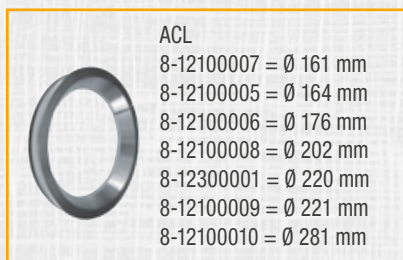 ACL
8-12100007 = Ø 161 mm
8-12100005 = Ø 164 mm
8-12100006 = Ø 176 mm
8-12100008 = Ø 202 mm
8-12300001 = Ø 220 mm
8-12100009 = Ø 221 mm
8-12100010 = Ø 281 mm